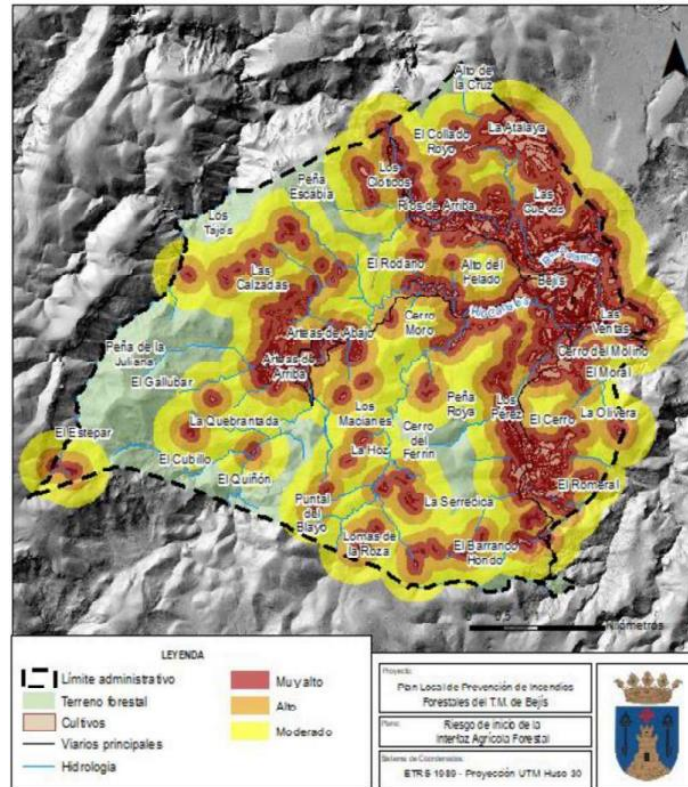 N
Alto de
la Cruz
La Atalaya
El Collado
Royo
Los
Cloticos
Peña
Escabia
Las
Cuevas
Ríos de Arriba
Los
Tajos
El Rodano
Alto del
Pelado
Las
Calzadas
Bejís
Cerro
Moro
Las
Ventas
Arteas de Abajo
Arteas de
Arriba
Cerro del Molino
Peña de la
Juliana
El Moral
El Gallubar
Peña
Roya
Los
Pérez
La Olivera
Los
Macianes
El Cerro
La Quebrantada
Cerro
del
Ferrin
El Estepar
La Hoz
El Cubillo
El Quiñón
El Romeral
Puntal
del
Blayo
La Serrecica
Lomas de
la Roza
El Barranco
Hondo
0
0,5
Kilómetros
LEYENDA
Límite administrativo
Terreno forestal
Cultivos
Viarios principales
Hidrología
Muy alto
Alto
Moderado
Proyecto:
Plan Local de Prevención de Incendios
Forestales del T.M. de Bejís
Plano:
Riesgo de inicio de la
Interfaz Agrícola Forestal
Sistema de Coordenadas:
ETRS 1989 - Proyección UTM Huso 30